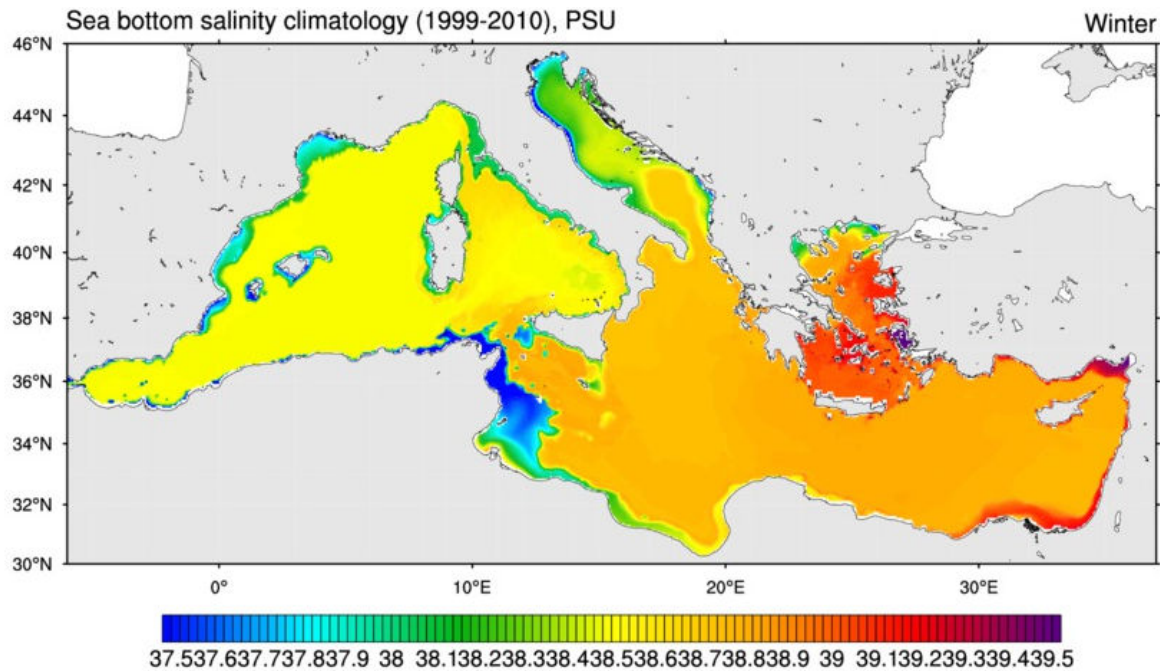 Sea bottom salinity climatology (1999-2010), PSU Winter
46°N
44°N
42°N
40°N
38°N
36°N
34°N
32°N
30°N
0° 10°E 20°E 30°E
37.537.637.737.837.9 38 38.138.238.338.438.538.638.738.838.9 39 39.139.239.339.439.5